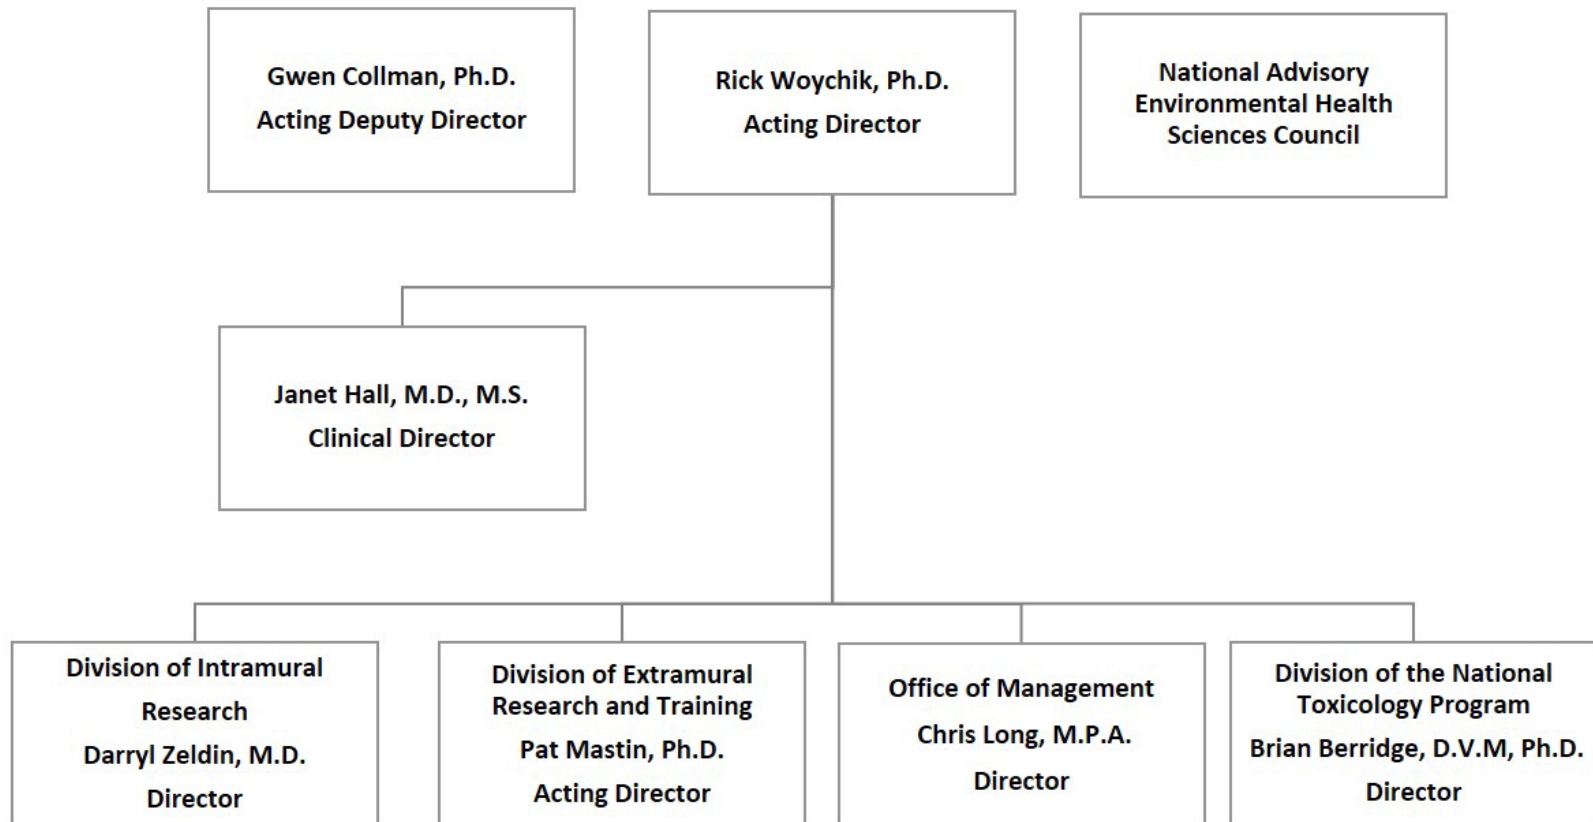 Gwen Collman, Ph.D.
Acting Deputy Director
Rick Woychik, Ph.D.
Acting Director
National Advisory
Environmental Health
Sciences Council
Janet Hall, M.D., M.S.
Clinical Director
Division of Intramural
Research
Darryl Zeldin, M.D.
Director
Division of Extramural
Research and Training
Pat Mastin, Ph.D.
Acting Director
Office of Management
Chris Long, M.P.A.
Director
Division of the National
Toxicology Program
Brian Berridge, D.V.M, Ph.D.
Director